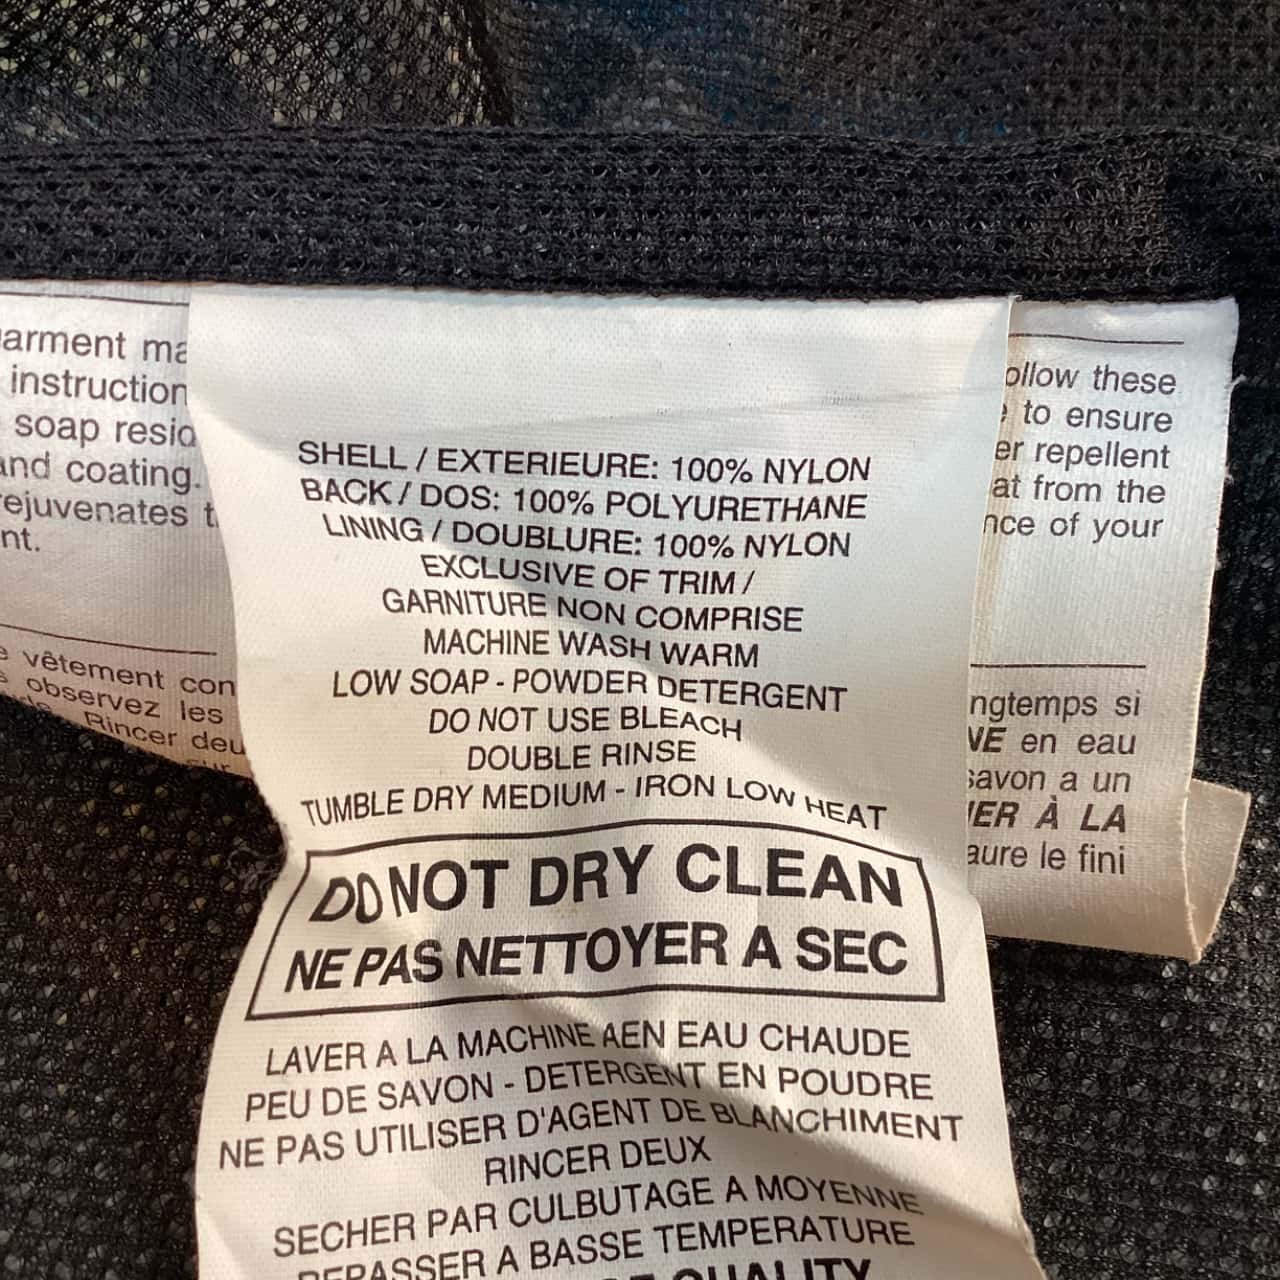 arment ma
instruction
soap resid
and coating.
rejuvenates t
nt.
vêtement con
observez les
Rincer deu
sur
SHELL / EXTERIEURE: 100% NYLON
BACK / DOS: 100% POLYURETHANE
LINING / DOUBLURE: 100% NYLON
EXCLUSIVE OF TRIM /
GARNITURE NON COMPRISE
MACHINE WASH WARM
LOW SOAP - POWDER DETERGENT
DO NOT USE BLEACH
DOUBLE RINSE
TUMBLE DRY MEDIUM - IRON LOW HEAT
DO NOT DRY CLEAN
NE PAS NETTOYER A SEC
LAVER A LA MACHINE AEN EAU CHAUDE
PEU DE SAVON - DETERGENT EN POUDRE
NE PAS UTILISER D'AGENT DE BLANCHIMENT
RINCER DEUX
SECHER PAR CULBUTAGE A MOYENNE
REPASSER A BASSE TEMPERATURE
QUALITY
ollow these
to ensure
er repellent
at from the
nce of your
ngtemps si
NE en eau
savon a un
ER À LA
aure le fini